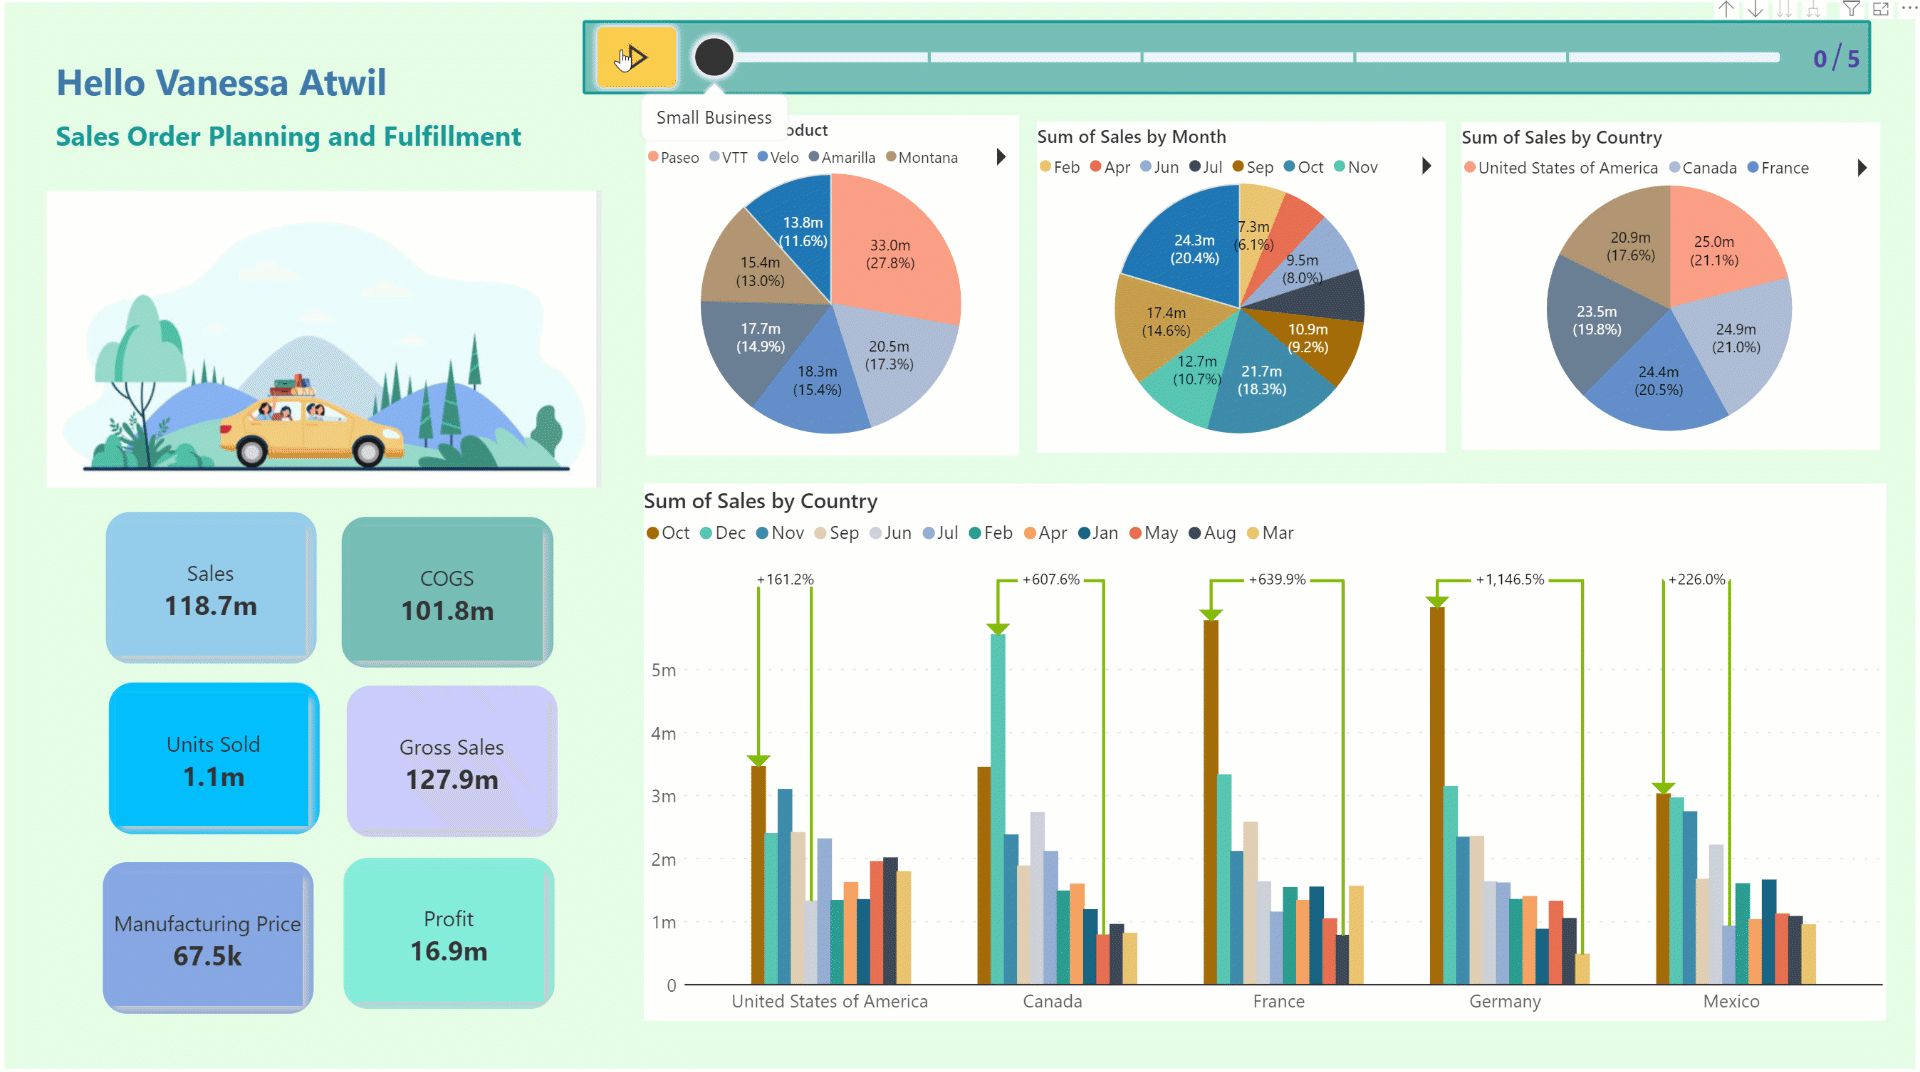 Hello Vanessa Atwil
Sales Order Planning and Fulfillment
0 / 5
Small Business
oduct
Paseo VTT Velo Amarilla Montana
33.0m
(27.8%)
20.5m
(17.3%)
18.3m
(15.4%)
17.7m
(14.9%)
15.4m
(13.0%)
13.8m
(11.6%)
Sum of Sales by Month
Feb Apr Jun Jul Sep Oct Nov
7.3m
(6.1%)
9.5m
(8.0%)
10.9m
(9.2%)
21.7m
(18.3%)
12.7m
(10.7%)
17.4m
(14.6%)
24.3m
(20.4%)
Sum of Sales by Country
United States of America Canada France
25.0m
(21.1%)
24.9m
(21.0%)
24.4m
(20.5%)
23.5m
(19.8%)
20.9m
(17.6%)
Sales
118.7m
COGS
101.8m
Units Sold
1.1m
Gross Sales
127.9m
Manufacturing Price
67.5k
Profit
16.9m
Sum of Sales by Country
Oct Dec Nov Sep Jun Jul Feb Apr Jan May Aug Mar
+161.2% +607.6% +639.9% +1,146.5% +226.0%
5m
4m
3m
2m
1m
0
United States of America Canada France Germany Mexico